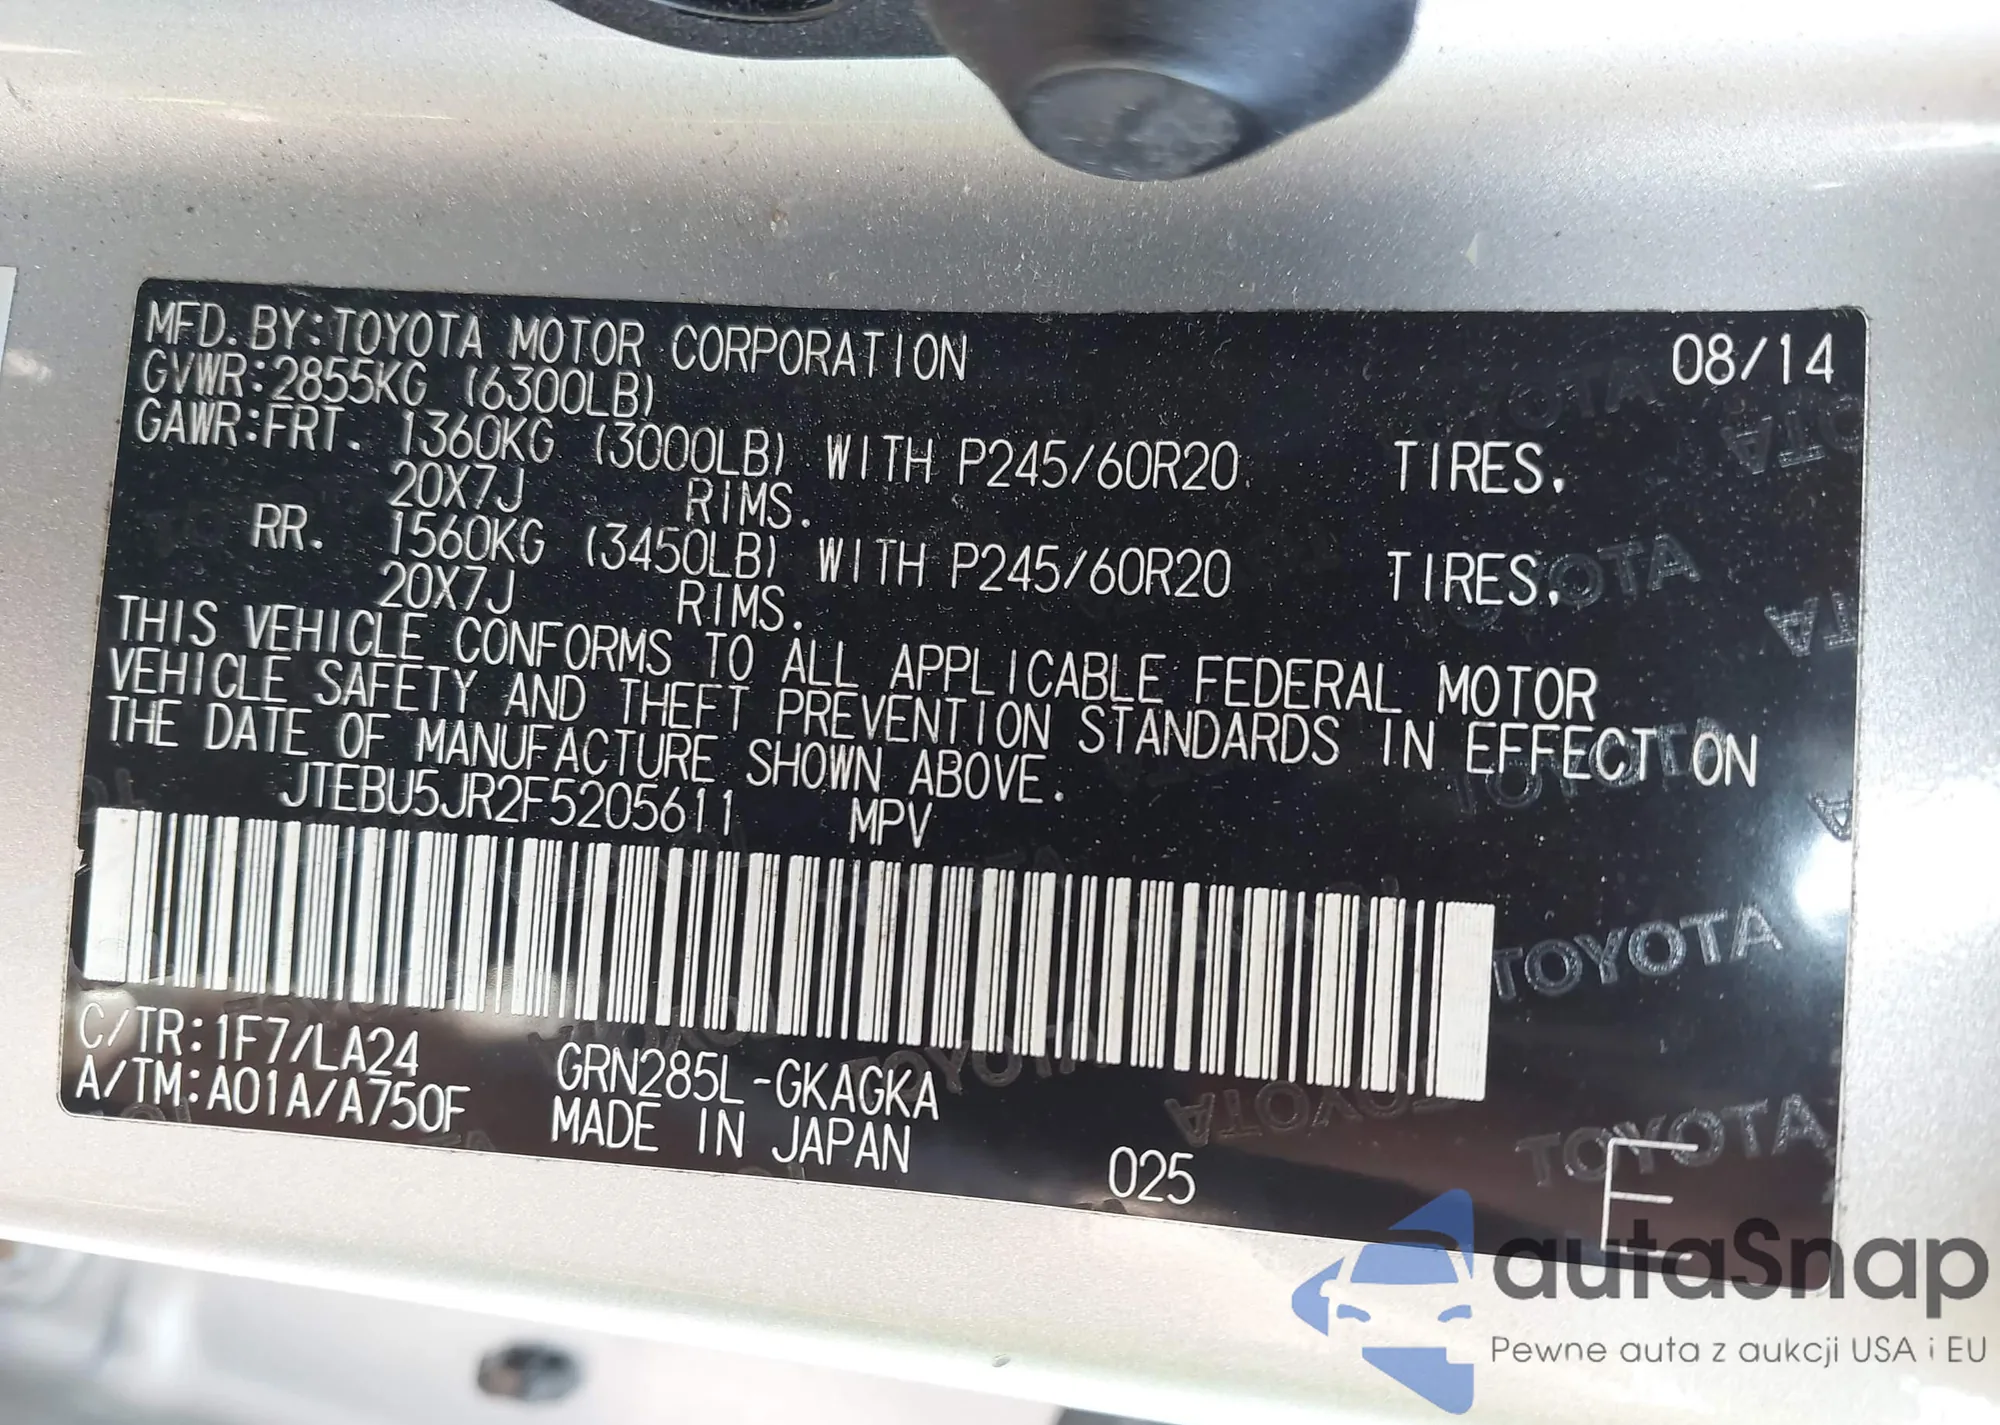 MFD.BY:TOYOTA MOTOR CORPORATION 08/14
GVWR:2855KG (6300LB)
GAWR:FRT. 1360KG (3000LB) WITH P245/60R20 TIRES.
20X7J RIMS.
RR. 1560KG (3450LB) WITH P245/60R20 TIRES.
20X7J RIMS.
THIS VEHICLE CONFORMS TO ALL APPLICABLE FEDERAL MOTOR
VEHICLE SAFETY AND THEFT PREVENTION STANDARDS IN EFFECT ON
THE DATE OF MANUFACTURE SHOWN ABOVE.
JTEBU5JR2F5205611 MPV
C/TR:1F7/LA24 GRN285L-GKAGKA
A/TM:A01A/A750F MADE IN JAPAN 025 E
TOYOTA
TOYOTA
autaSnap
Pewne auta z aukcji USA i EU